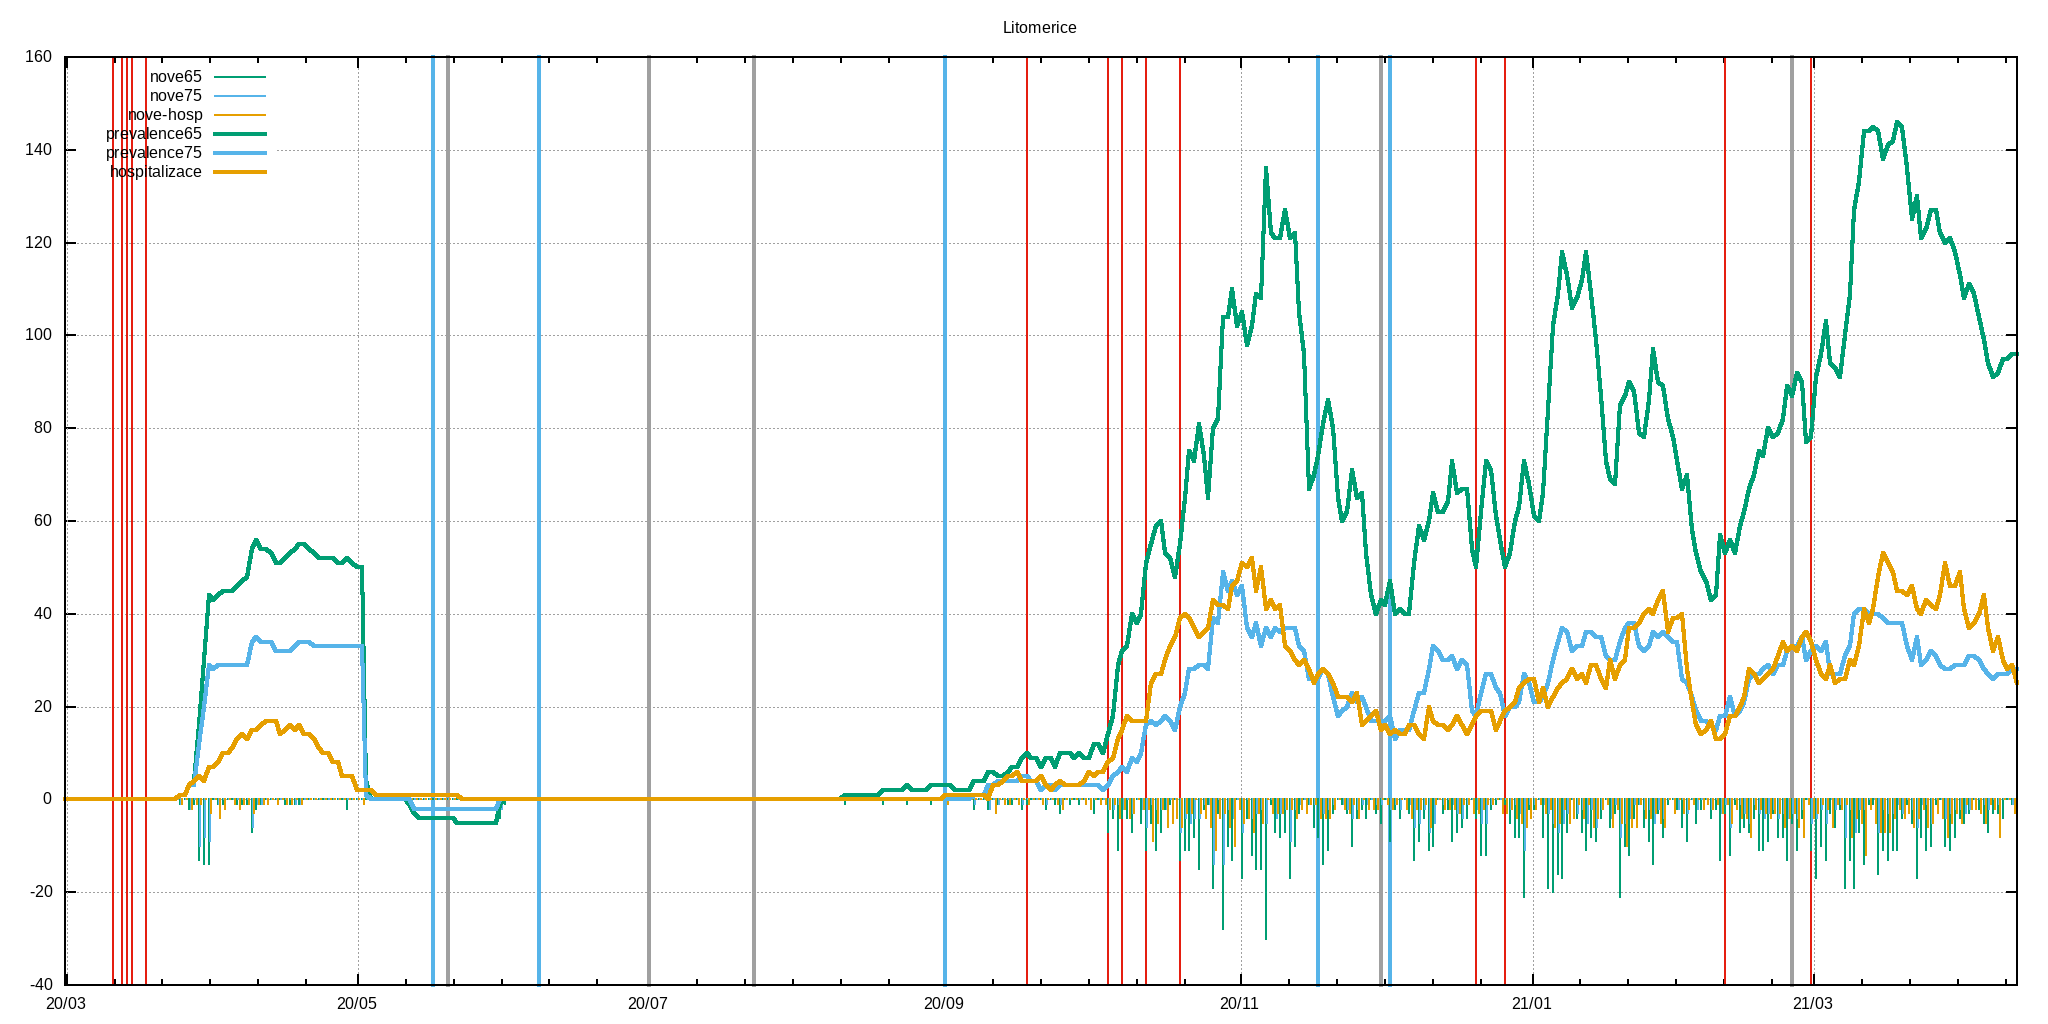 Litomerice
160
140
120
100
80
60
40
20
0
-20
-40
nove65
nove75
nove-hosp
prevalence65
prevalence75
hospitalizace
20/03 20/05 20/07 20/09 20/11 21/01 21/03